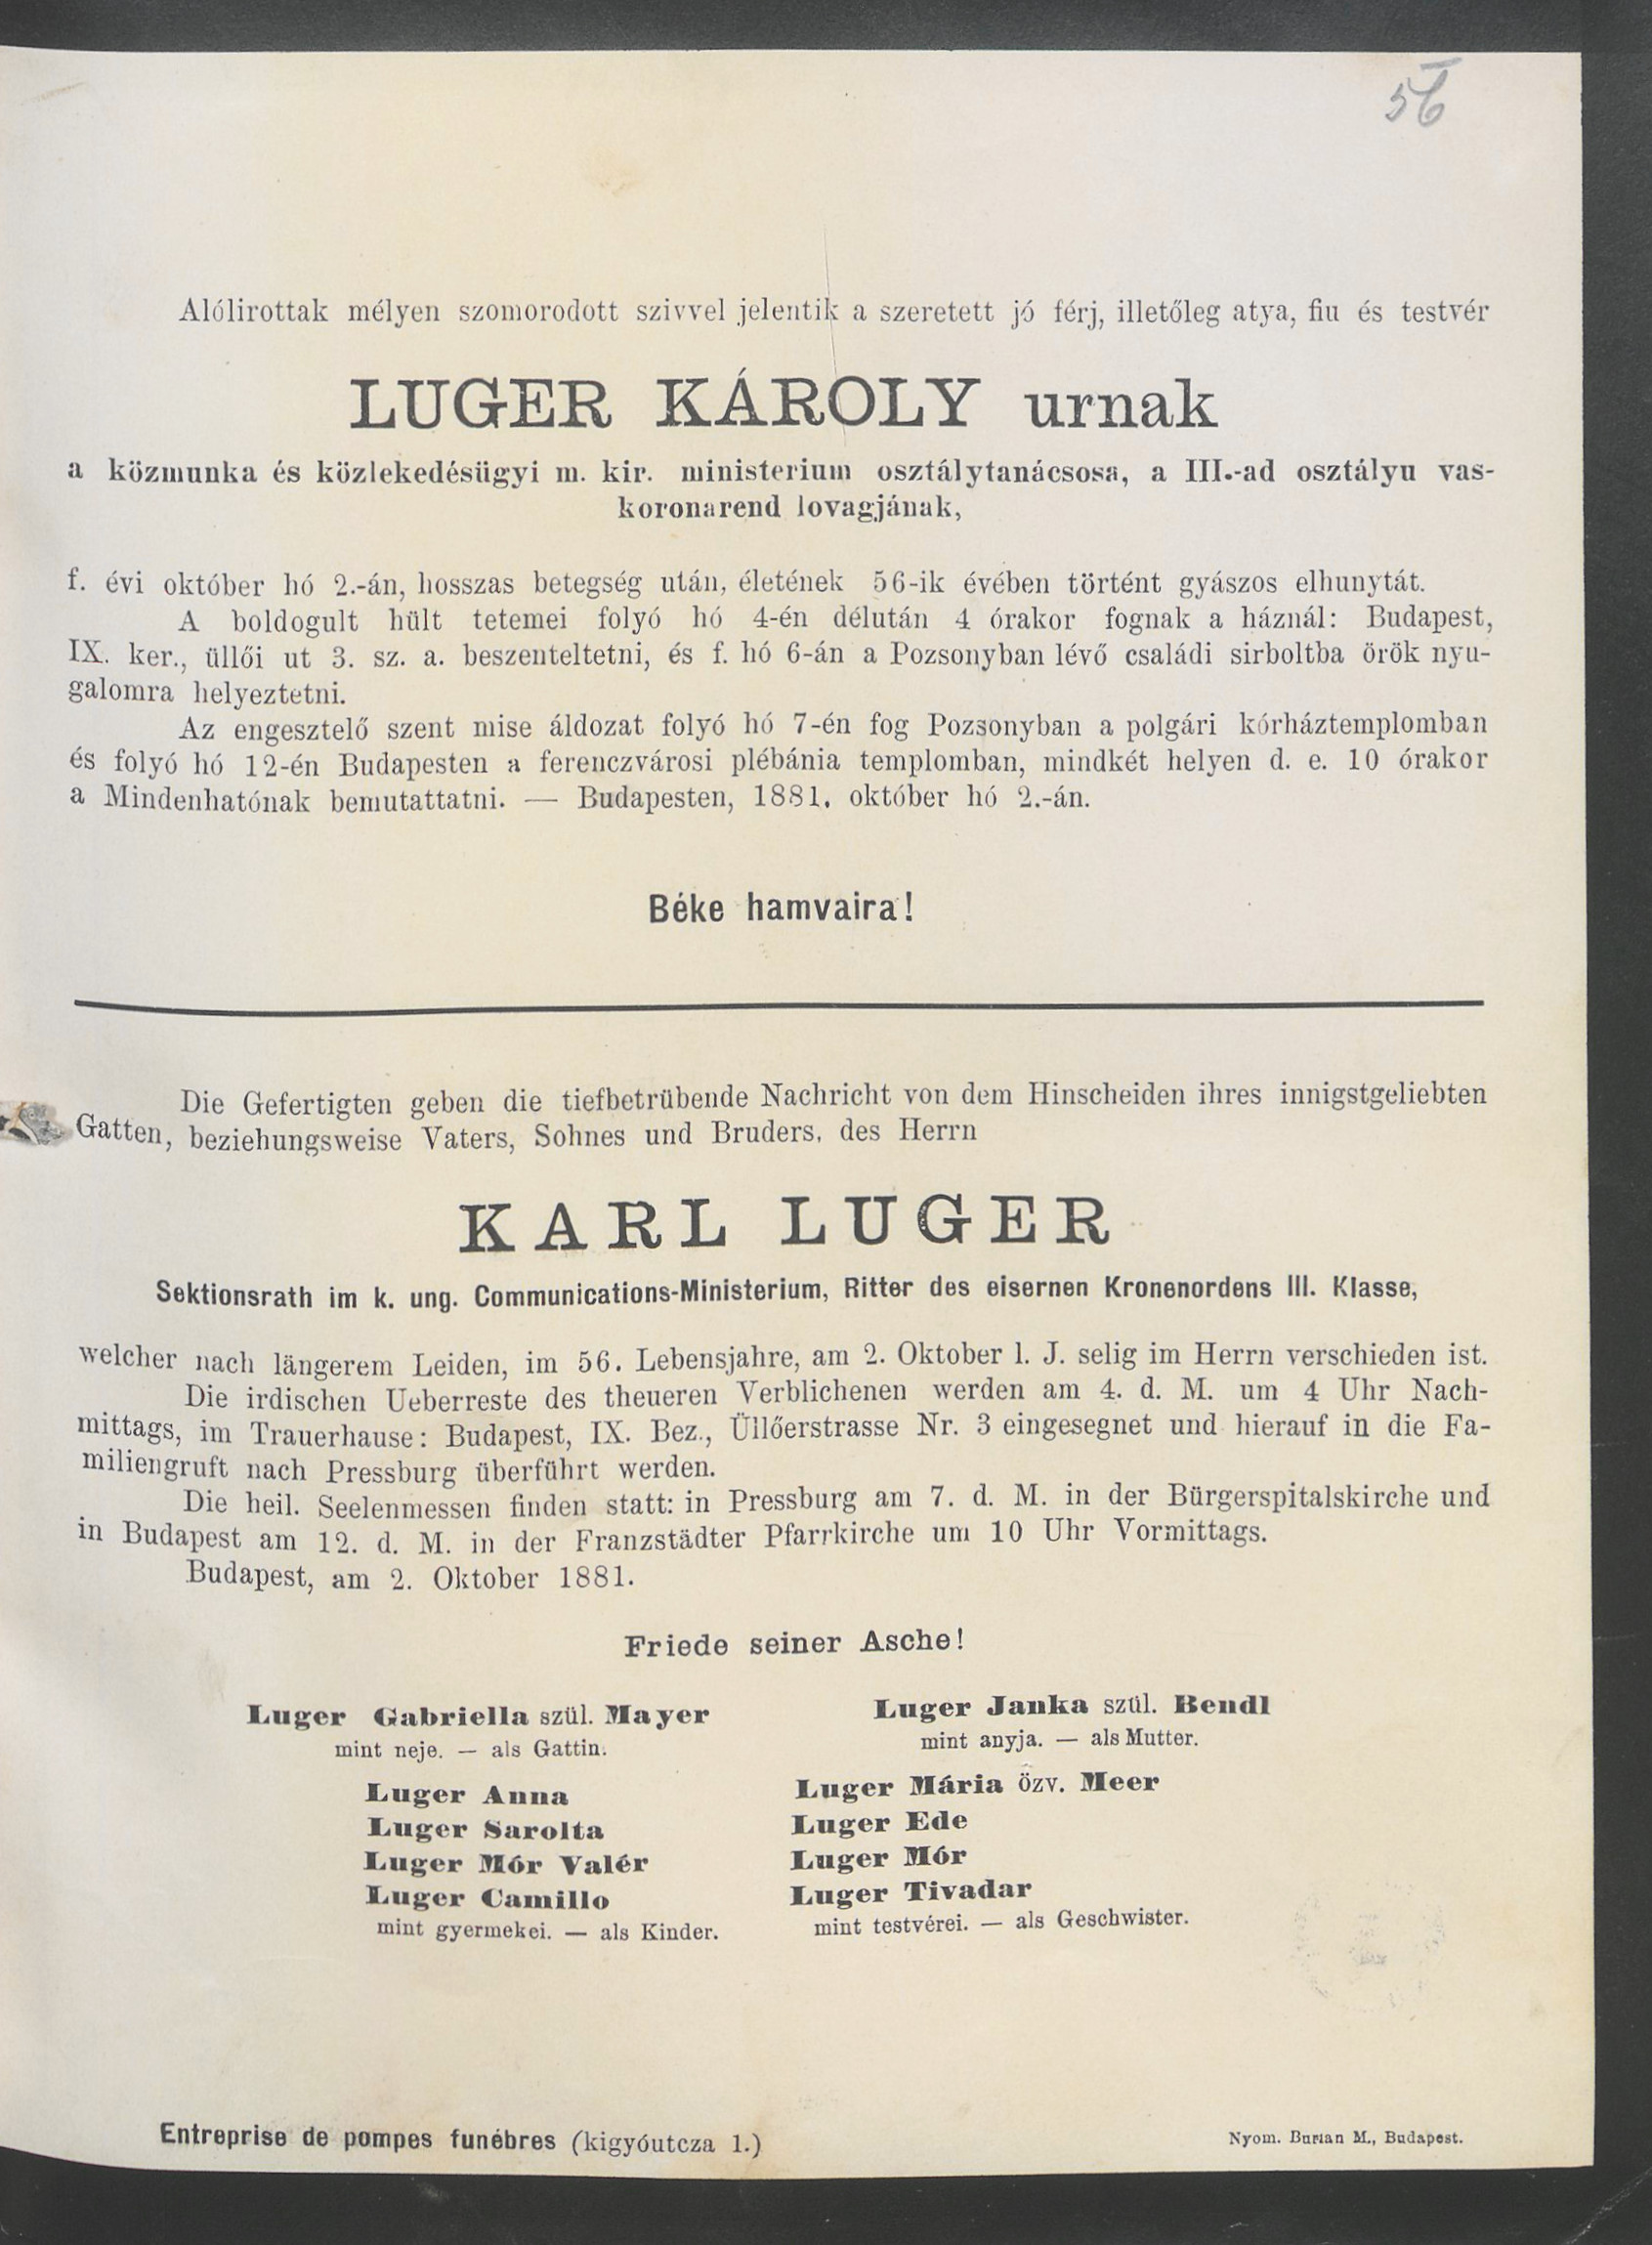 56
Alólirottak mélyen szomorodott szivvel jelentik a szeretett jó férj, illetőleg atya, fiu és testvér
LUGER KÁROLY urnak
a közmunka és közlekedésügyi m. kir. ministerium osztálytanácsosa, a III.-ad osztályu vas-
koronarend lovagjának,
f. évi október hó 2.-án, hosszas betegség után, életének 56-ik évében történt gyászos elhunytát.
A boldogult hült tetemei folyó hó 4-én délután 4 órakor fognak a háznál: Budapest,
IX. ker., üllői ut 3. sz. a. beszenteltetni, és f. hó 6-án a Pozsonyban lévő családi sirboltba örök nyu-
galomra helyeztetni.
Az engesztelő szent mise áldozat folyó hó 7-én fog Pozsonyban a polgári kórháztemplomban
és folyó hó 12-én Budapesten a ferenczvárosi plébánia templomban, mindkét helyen d. e. 10 órakor
a Mindenhatónak bemutattatni. — Budapesten, 1881. október hó 2.-án.
Béke hamvaira!
Die Gefertigten geben die tiefbetrübende Nachricht von dem Hinscheiden ihres innigstgeliebten
Gatten, beziehungsweise Vaters, Sohnes und Bruders, des Herrn
KARL LUGER
Sektionsrath im k. ung. Communications-Ministerium, Ritter des eisernen Kronenordens III. Klasse,
welcher nach längerem Leiden, im 56. Lebensjahre, am 2. Oktober l. J. selig im Herrn verschieden ist.
Die irdischen Ueberreste des theueren Verblichenen werden am 4. d. M. um 4 Uhr Nach-
mittags, im Trauerhause: Budapest, IX. Bez., Üllőerstrasse Nr. 3 eingesegnet und hierauf in die Fa-
miliengruft nach Pressburg überführt werden.
Die heil. Seelenmessen finden statt: in Pressburg am 7. d. M. in der Bürgerspitalskirche und
in Budapest am 12. d. M. in der Franzstädter Pfarrkirche um 10 Uhr Vormittags.
Budapest, am 2. Oktober 1881.
Friede seiner Asche!
Luger Gabriella szül. Mayer
mint neje. — als Gattin.
Luger Anna
Luger Sarolta
Luger Mór Valér
Luger Camillo
mint gyermekei. — als Kinder.
Luger Janka szül. Bendl
mint anyja. — als Mutter.
Luger Mária özv. Meer
Luger Ede
Luger Mór
Luger Tivadar
mint testvérei. — als Geschwister.
Entreprise de pompes funébres (kigyóutcza 1.)
Nyom. Burian M., Budapest.